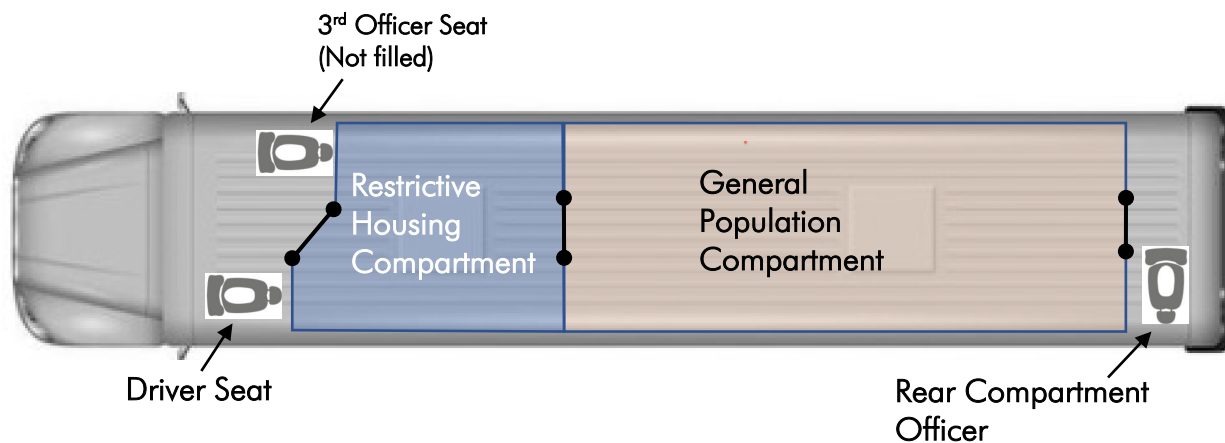 3rd Officer Seat
(Not filled)
Restrictive
Housing
Compartment
General
Population
Compartment
Driver Seat
Rear Compartment
Officer